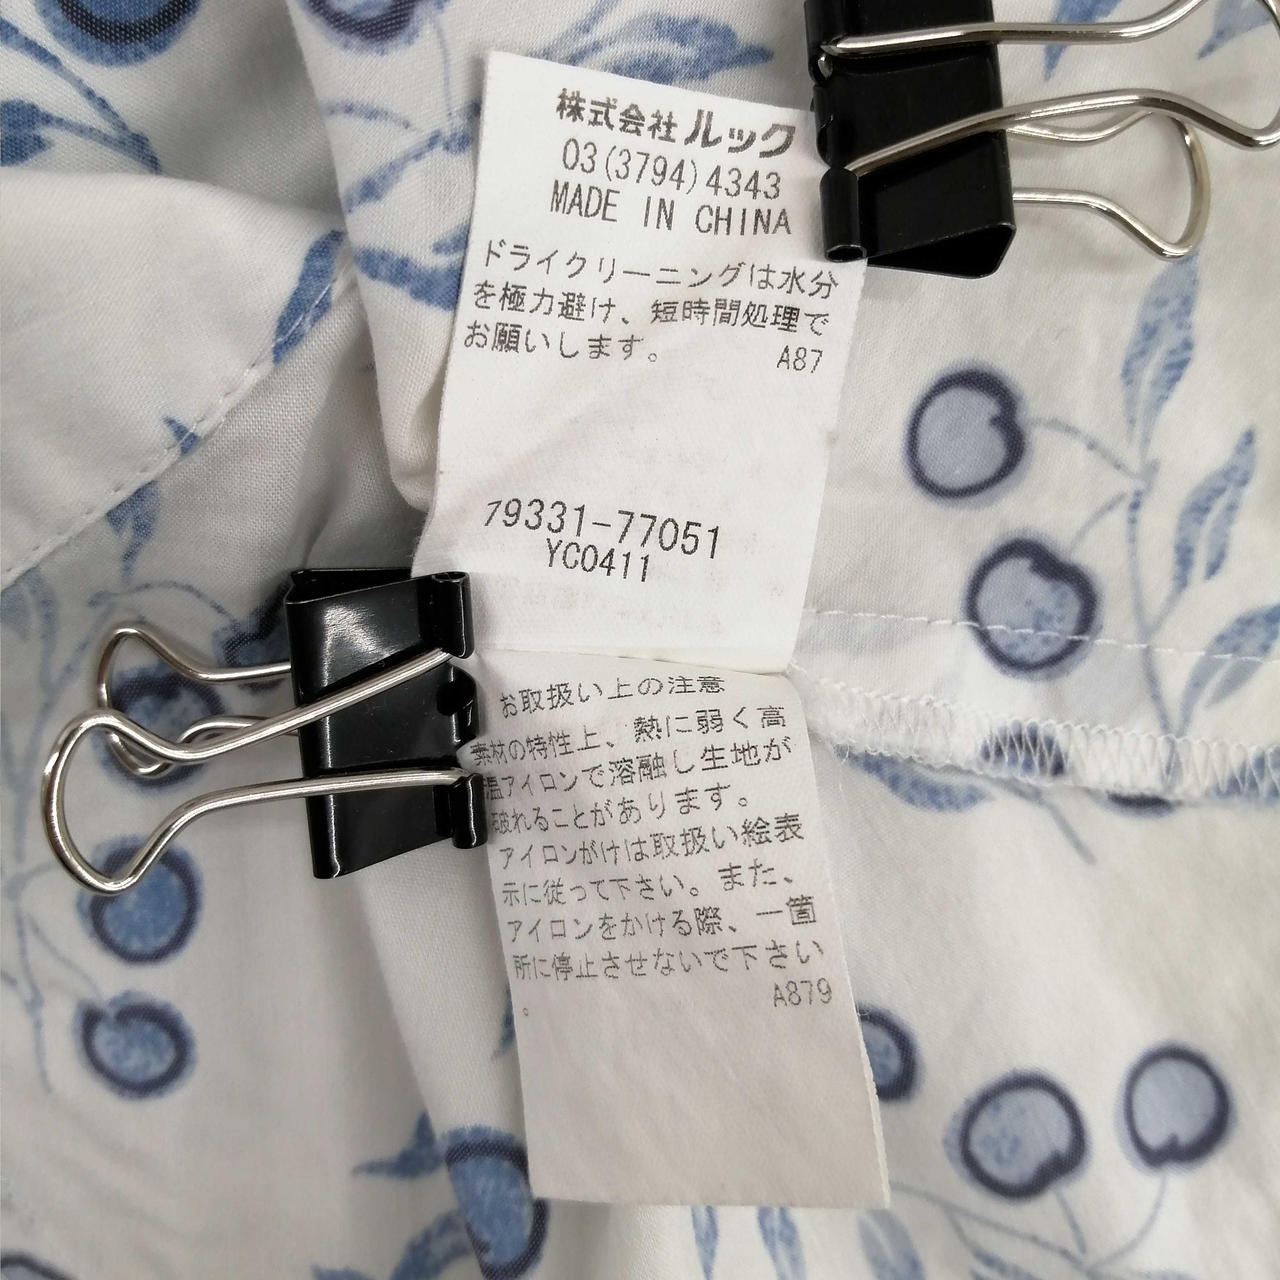 株式会社ルック
03(3794)4343
MADE IN CHINA
ドライクリーニングは水分
を極力避け、短時間処理で
お願いします。 A87
79331-77051
YC0411
お取扱い上の注意
素材の特性上、熱に弱く高
温アイロンで溶融し生地が
破れることがあります。
アイロンがけは取扱い絵表
示に従って下さい。また、
アイロンをかける際、一箇
所に停止させないで下さい
。 A879